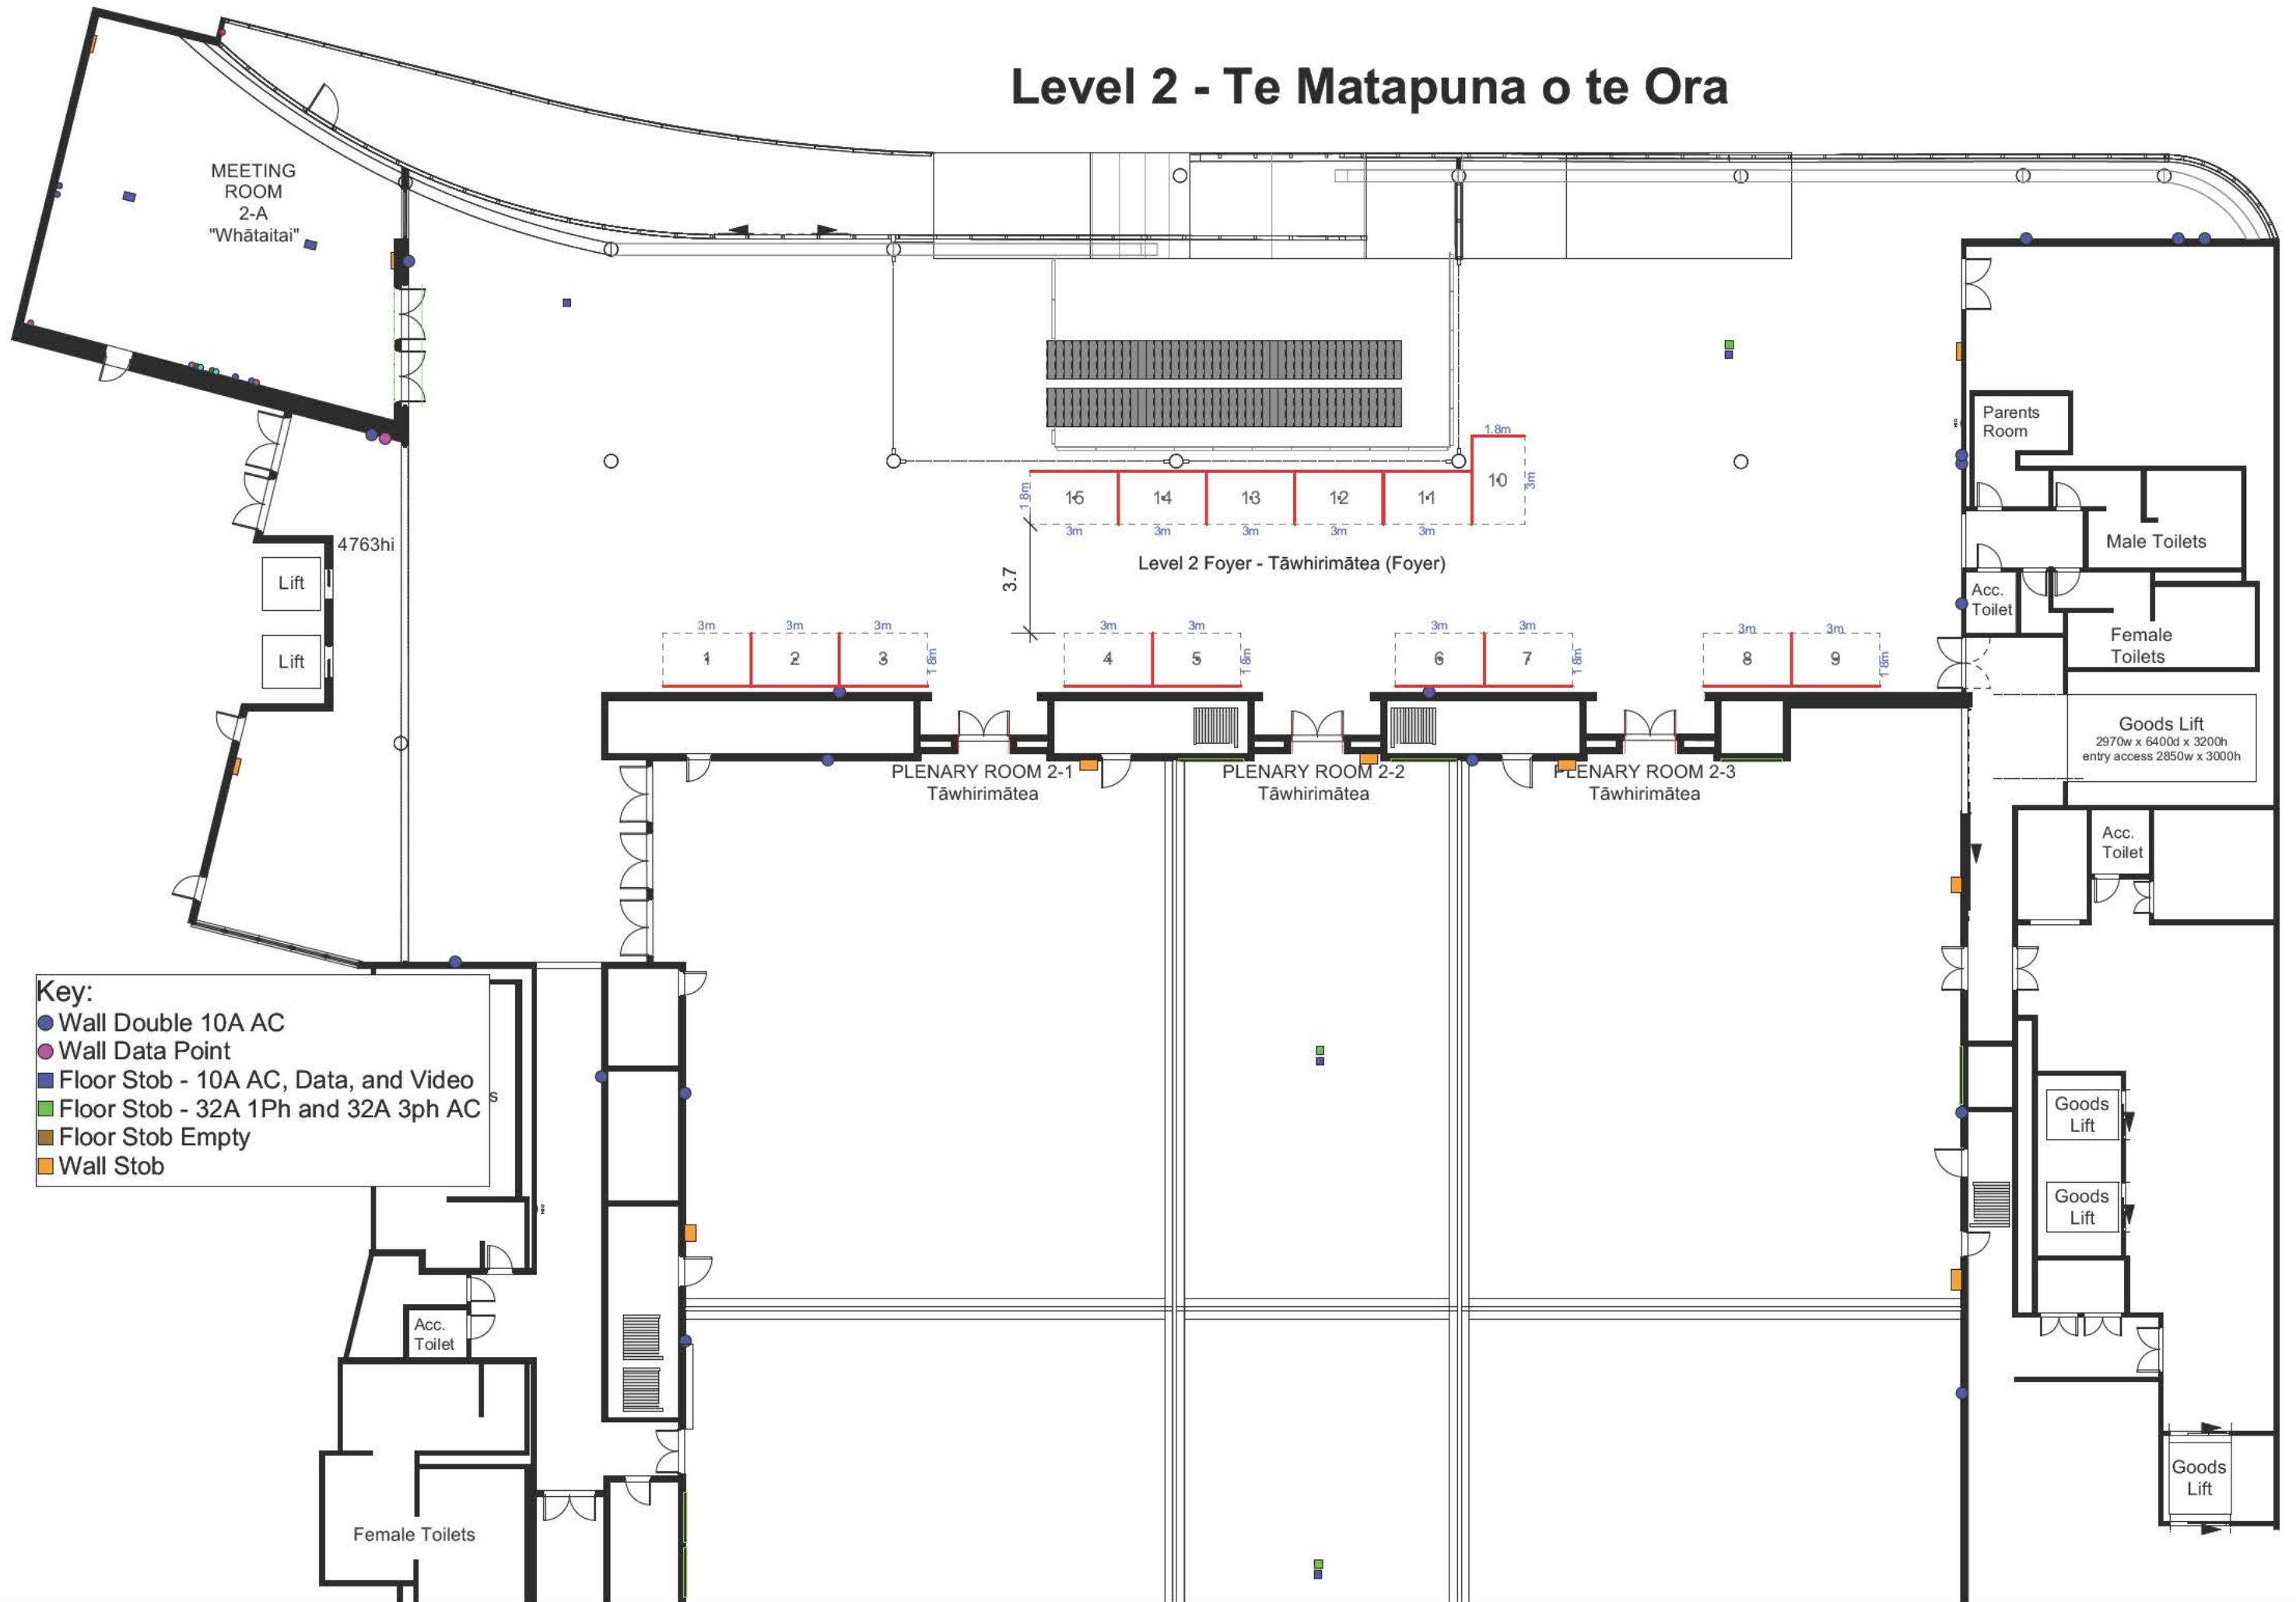 Level 2 - Te Matapuna o te Ora
MEETING
ROOM
2-A
"Whātaitai"
Parents
Room
1.8m
10
3m
1.8m
15
14
13
12
11
3m
3m
3m
3m
3m
Male Toilets
4763hi
Level 2 Foyer - Tāwhirimātea (Foyer)
Lift
3.7
Acc.
Toilet
Lift
Female
Toilets
3m
3m
3m
3m
3m
3m
3m
3m
3m
1
2
3
1.8m
4
5
1.8m
6
7
1.8m
8
9
1.8m
Goods Lift
2970w x 6400d x 3200h
entry access 2850w x 3000h
PLENARY ROOM 2-1
Tāwhirimātea
PLENARY ROOM 2-2
Tāwhirimātea
PLENARY ROOM 2-3
Tāwhirimātea
Acc.
Toilet
Key:
Wall Double 10A AC
Wall Data Point
Floor Stob - 10A AC, Data, and Video
Floor Stob - 32A 1Ph and 32A 3ph AC
s
Floor Stob Empty
Wall Stob
Goods
Lift
Goods
Lift
Acc.
Toilet
Goods
Lift
Female Toilets